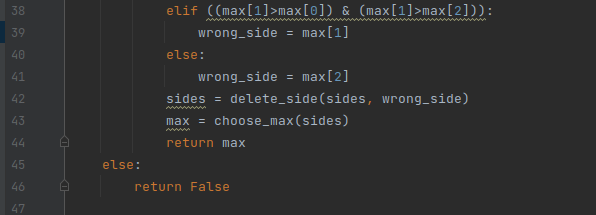 38 elif ((max[1]>max[0]) & (max[1]>max[2])):
39 wrong_side = max[1]
40 else:
41 wrong_side = max[2]
42 sides = delete_side(sides, wrong_side)
43 max = choose_max(sides)
44 return max
45 else:
46 return False
47